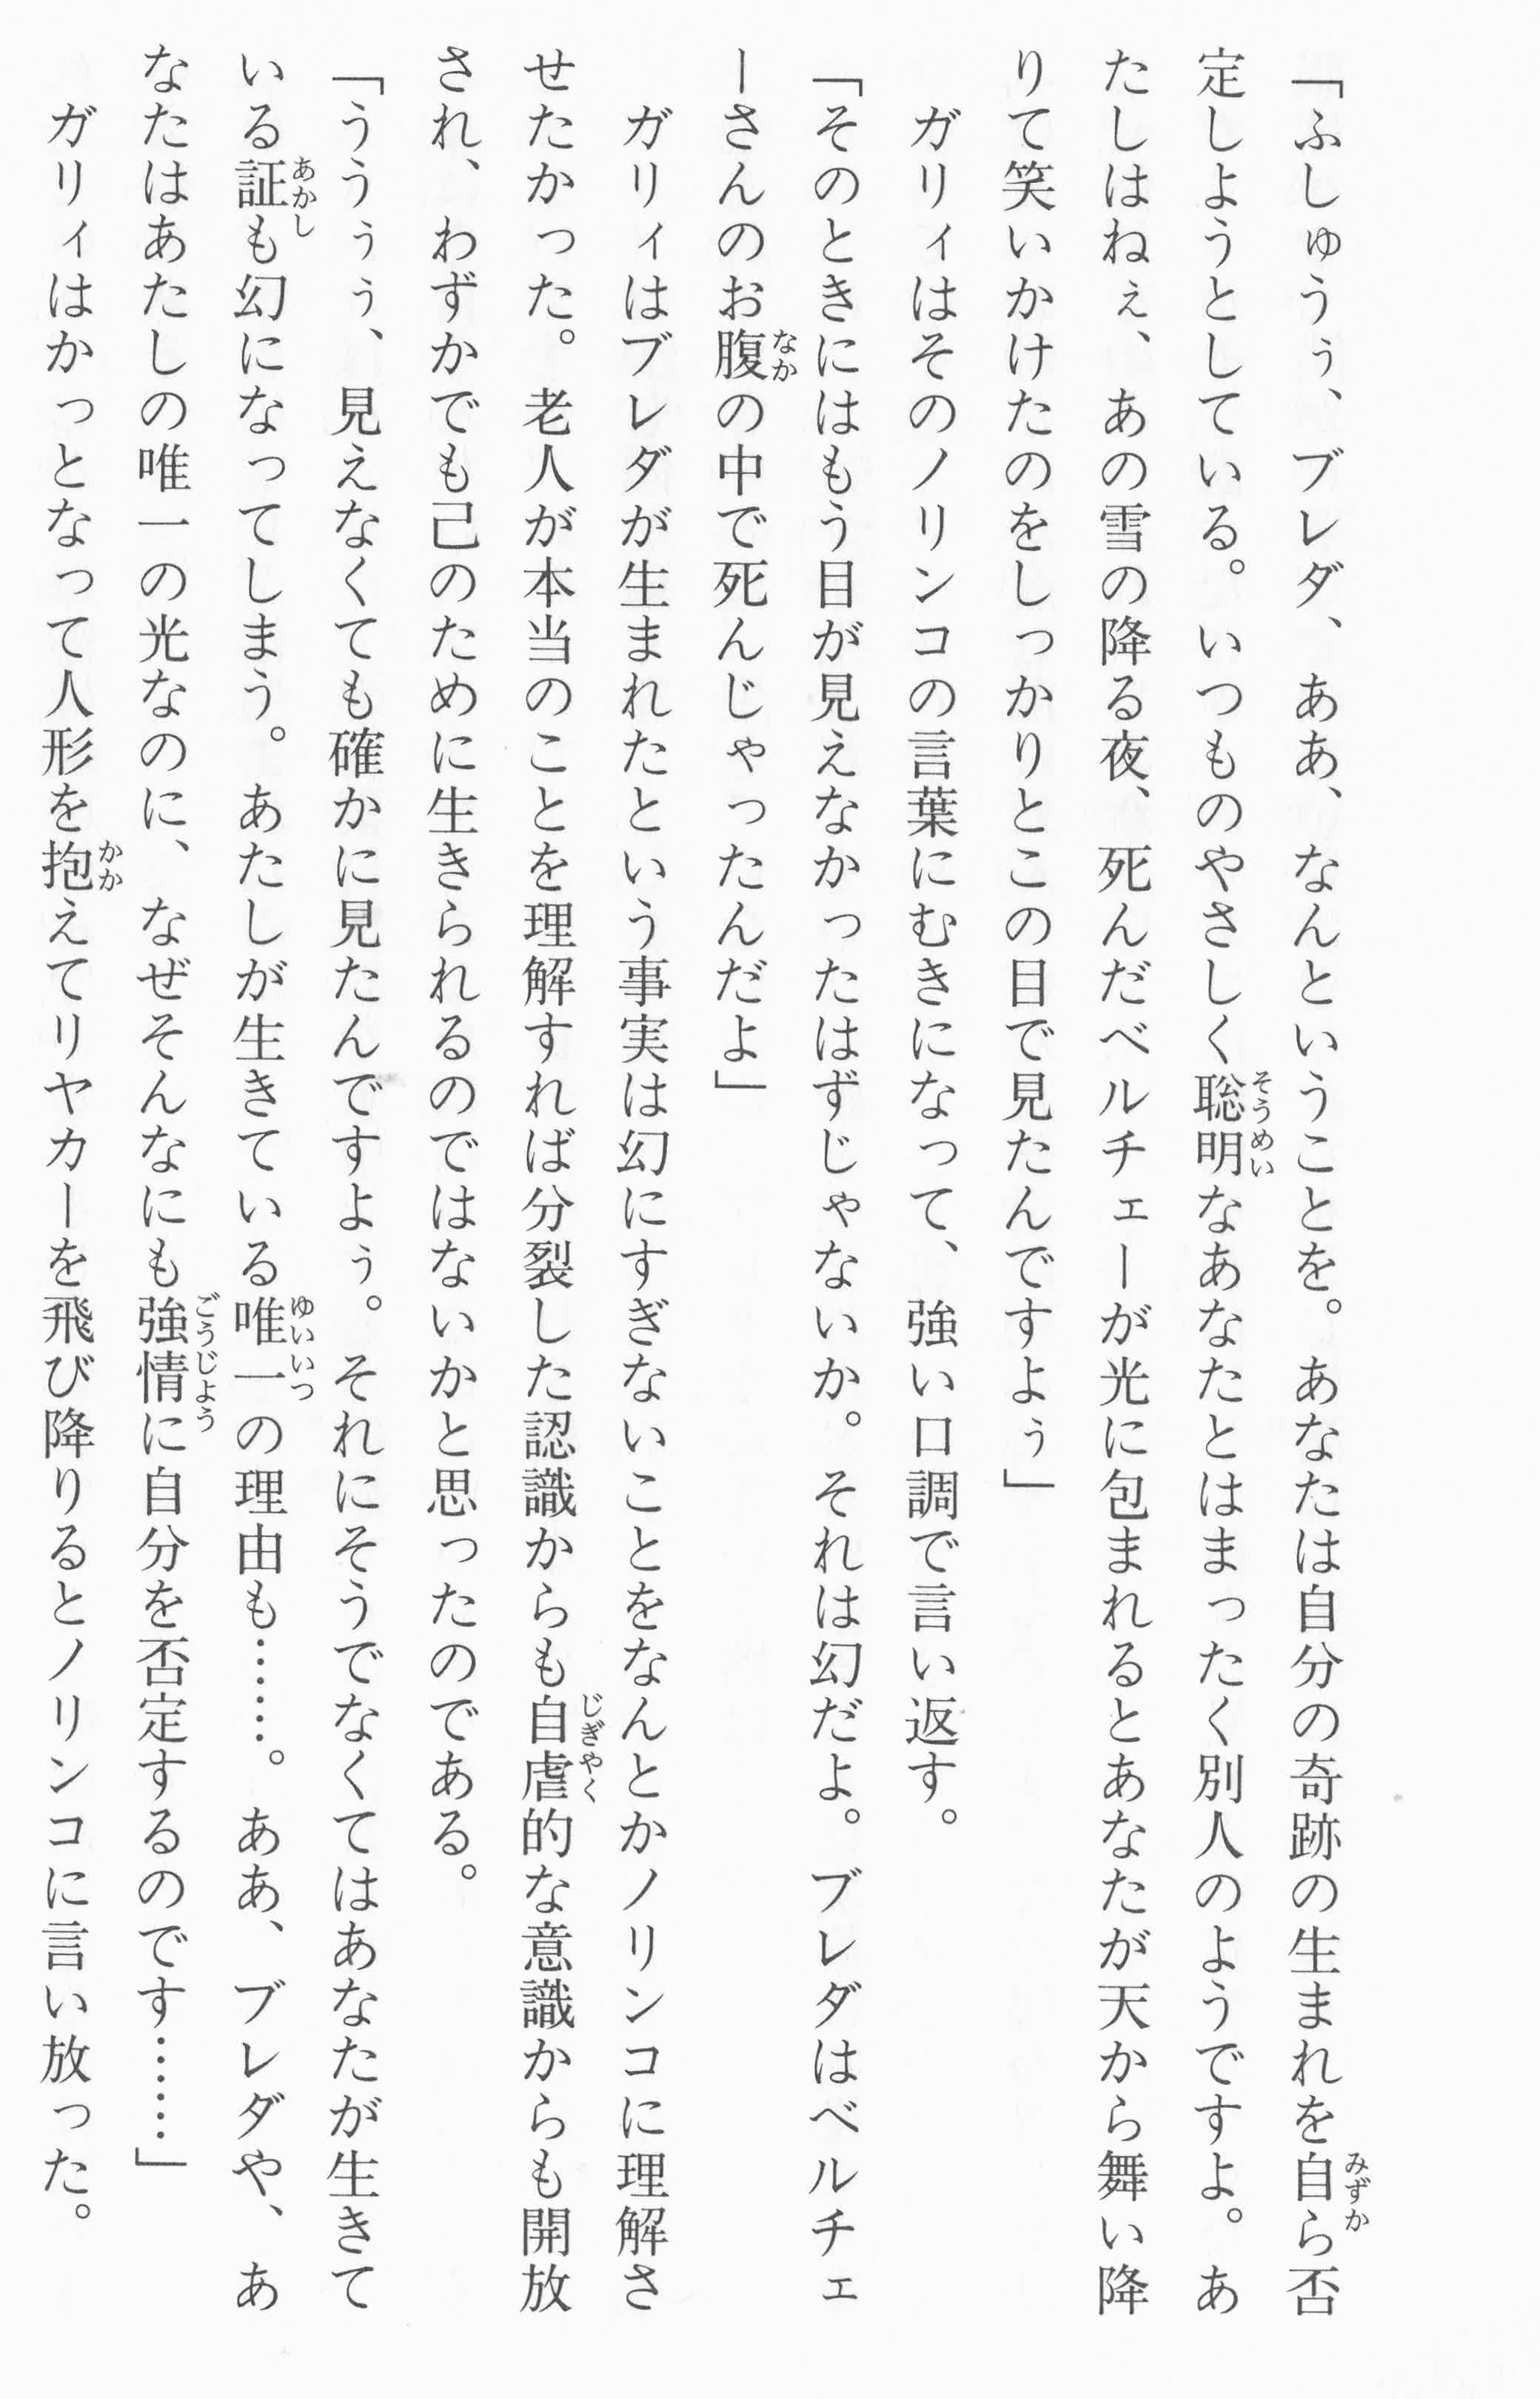 「ふしゅうぅ、ブレダ、ああ、なんということを。あなたは自分の奇跡の生まれを自ら否
定しようとしている。いつものやさしく聡明なあなたとはまったく別人のようですよ。あ
たしはねぇ、あの雪の降る夜、死んだベルチェーが光に包まれるとあなたが天から舞い降
りて笑いかけたのをしっかりとこの目で見たんですよぅ」
ガリィはそのノリンコの言葉にむきになって、強い口調で言い返す。
「そのときにはもう目が見えなかったはずじゃないか。それは幻だよ。ブレダはベルチェ
ーさんのお腹の中で死んじゃったんだよ」
ガリィはブレダが生まれたという事実は幻にすぎないことをなんとかノリンコに理解さ
せたかった。老人が本当のことを理解すれば分裂した認識からも自虐的な意識からも開放
され、わずかでも己のために生きられるのではないかと思ったのである。
「ううぅぅ、見えなくても確かに見たんですよぅ。それにそうでなくてはあなたが生きて
いる証も幻になってしまう。あたしが生きている唯一の理由も……。ああ、ブレダや、あ
なたはあたしの唯一の光なのに、なぜそんなにも強情に自分を否定するのです……」
ガリィはかっとなって人形を抱えてリヤカーを飛び降りるとノリンコに言い放った。